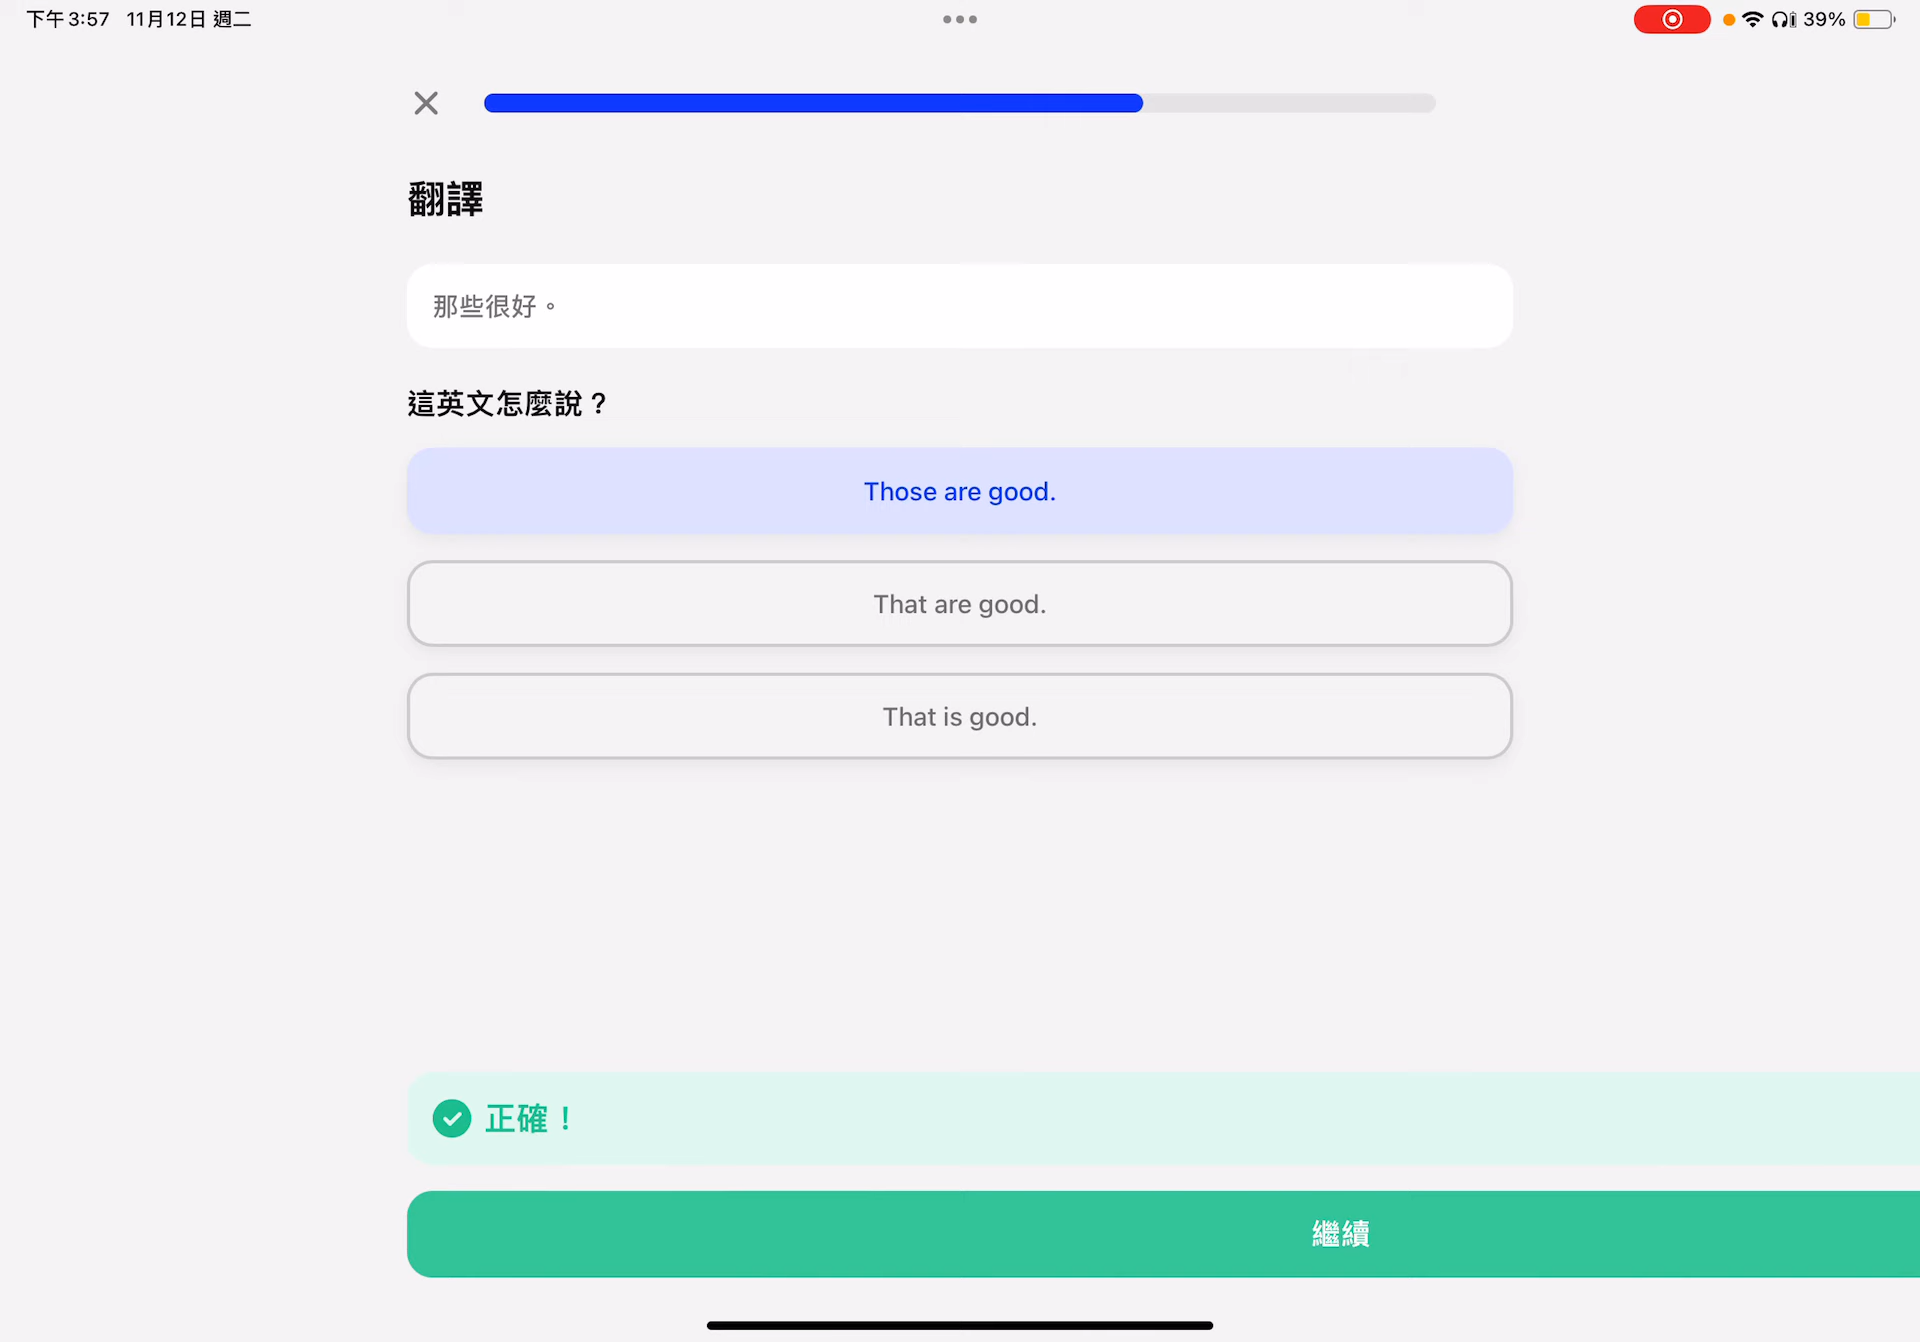 下午3:57 11月12日 週二
39%
翻譯
那些很好。
這英文怎麼說？
Those are good.
That are good.
That is good.
正確！
繼續